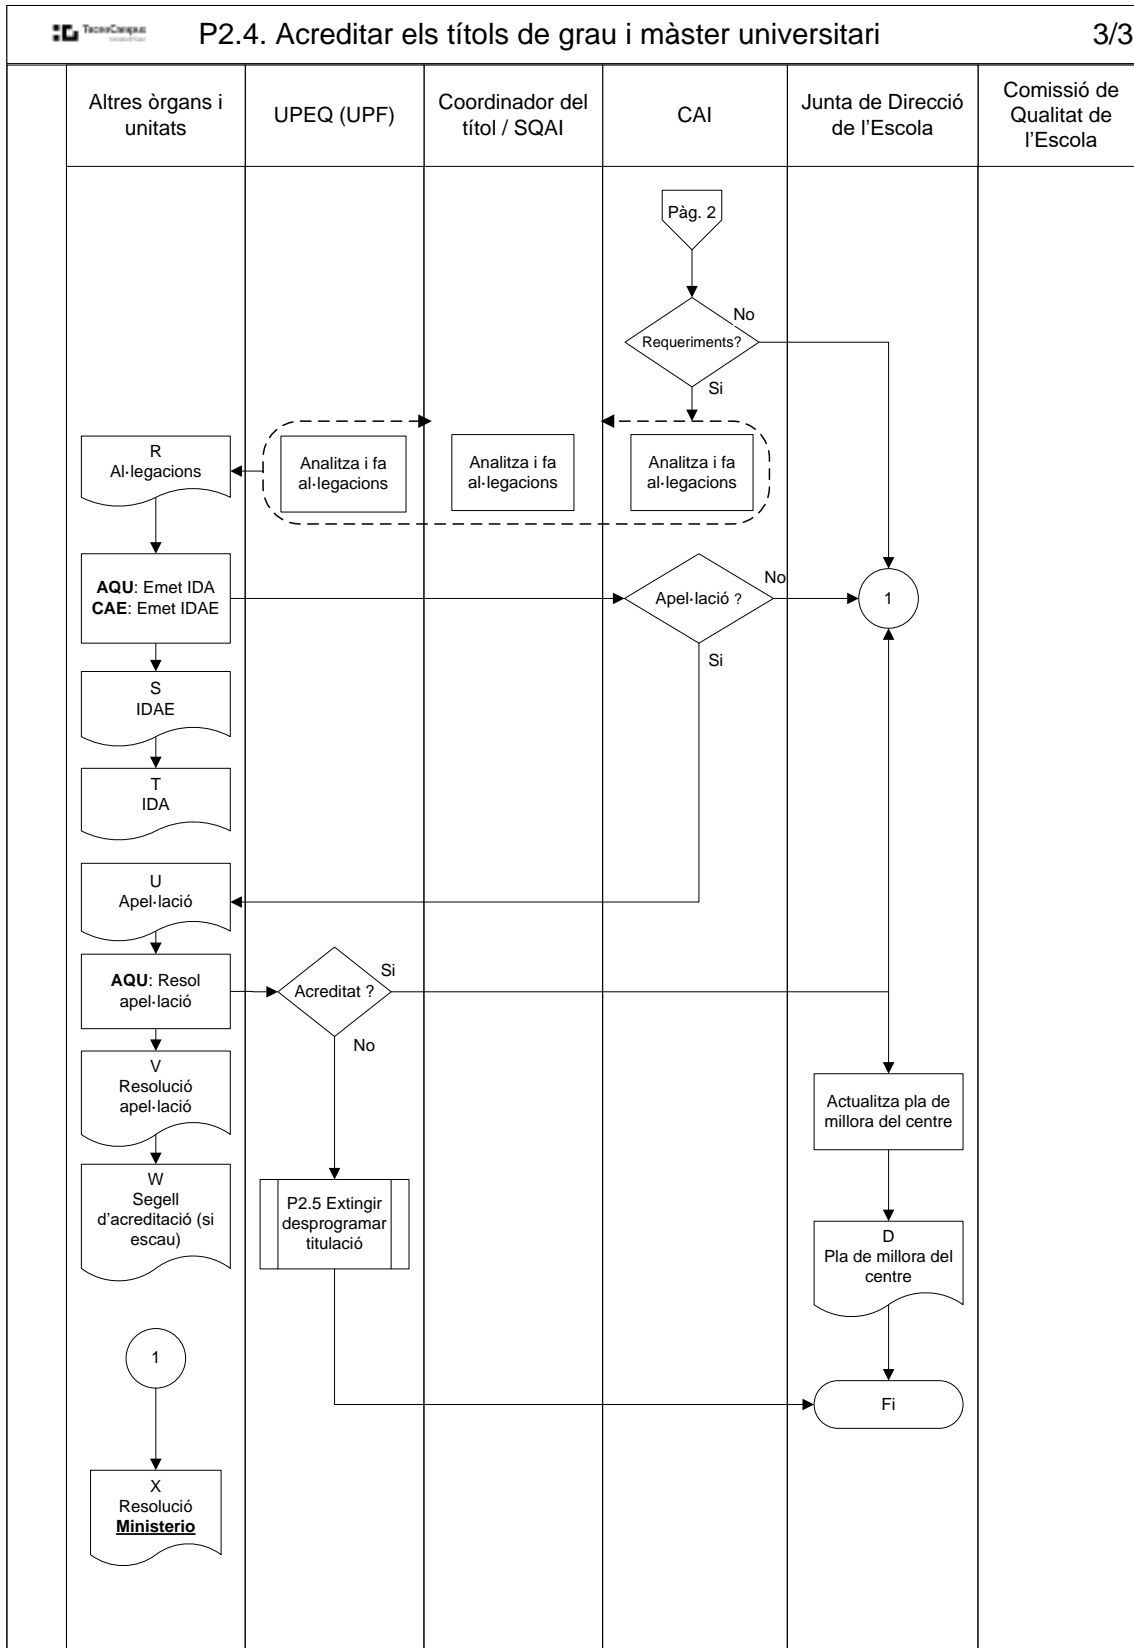 TecnoCampus
P2.4. Acreditar els títols de grau i màster universitari
3/3
Altres òrgans i
unitats
UPEQ (UPF)
Coordinador del
títol / SQAI
CAI
Junta de Direcció
de l’Escola
Comissió de
Qualitat de
l’Escola
Pàg. 2
Requeriments?
No
Si
R
Al·legacions
Analitza i fa
al·legacions
Analitza i fa
al·legacions
Analitza i fa
al·legacions
AQU: Emet IDA
CAE: Emet IDAE
Apel·lació ?
No
Si
1
S
IDAE
T
IDA
U
Apel·lació
AQU: Resol
apel·lació
Acreditat ?
Si
No
V
Resolució
apel·lació
Actualitza pla de
millora del centre
W
Segell
d’acreditació (si
escau)
P2.5 Extingir
desprogramar
titulació
D
Pla de millora del
centre
1
Fi
X
Resolució
Ministerio